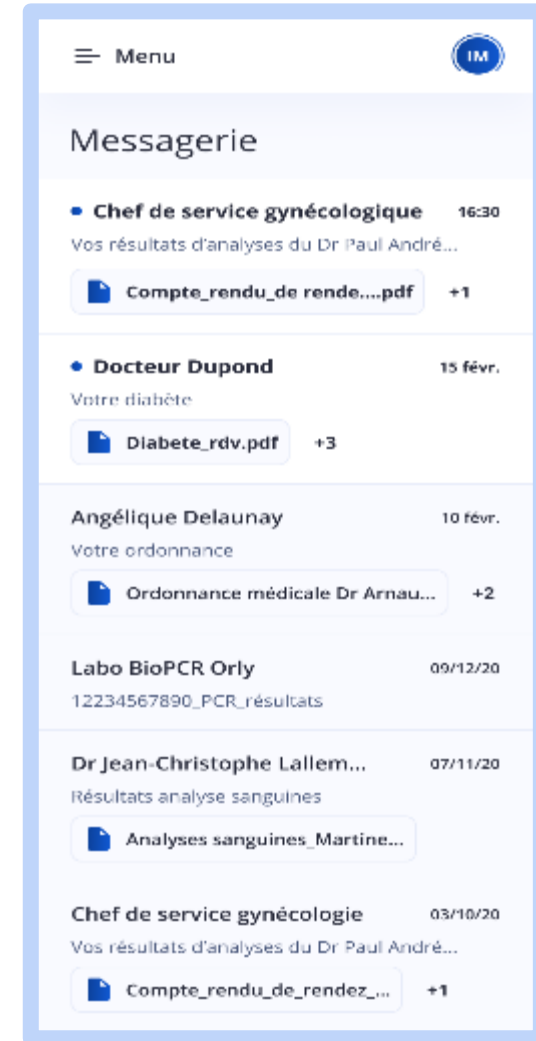 Menu
IM
Messagerie
Chef de service gynécologique 16:30
Vos résultats d'analyses du Dr Paul André...
Compte_rendu_de rende....pdf +1
Docteur Dupond 15 févr.
Votre diabète
Diabete_rdv.pdf +3
Angélique Delaunay 10 févr.
Votre ordonnance
Ordonnance médicale Dr Arnau... +2
Labo BioPCR Orly 09/12/20
12234567890_PCR_résultats
Dr Jean-Christophe Lallem... 07/11/20
Résultats analyse sanguines
Analyses sanguines_Martine...
Chef de service gynécologie 03/10/20
Vos résultats d'analyses du Dr Paul André...
Compte_rendu_de_rendez_... +1